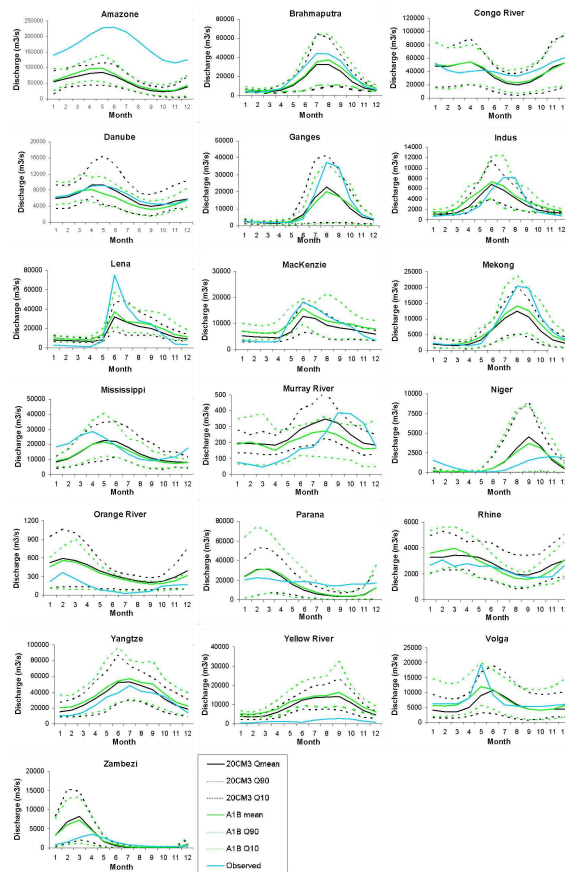 Amazone
Discharge (m3/s)
250000
200000
150000
100000
50000
0
1 2 3 4 5 6 7 8 9 10 11 12
Month
Brahmaputra
Discharge (m3/s)
80000
60000
40000
20000
0
1 2 3 4 5 6 7 8 9 10 11 12
Month
Congo River
Discharge (m3/s)
120000
100000
80000
60000
40000
20000
0
1 2 3 4 5 6 7 8 9 10 11 12
Month
Danube
Discharge (m3/s)
20000
16000
12000
8000
4000
0
1 2 3 4 5 6 7 8 9 10 11 12
Month
Ganges
Discharge (m3/s)
50000
40000
30000
20000
10000
0
1 2 3 4 5 6 7 8 9 10 11 12
Month
Indus
Discharge (m3/s)
14000
12000
10000
8000
6000
4000
2000
0
1 2 3 4 5 6 7 8 9 10 11 12
Month
Lena
Discharge (m3/s)
80000
60000
40000
20000
0
1 2 3 4 5 6 7 8 9 10 11 12
Month
MacKenzie
Discharge (m3/s)
30000
20000
10000
0
1 2 3 4 5 6 7 8 9 10 11 12
Month
Mekong
Discharge (m3/s)
25000
20000
15000
10000
5000
0
1 2 3 4 5 6 7 8 9 10 11 12
Month
Mississippi
Discharge (m3/s)
50000
40000
30000
20000
10000
0
1 2 3 4 5 6 7 8 9 10 11 12
Month
Murray River
Discharge (m3/s)
500
400
300
200
100
0
1 2 3 4 5 6 7 8 9 10 11 12
Month
Niger
Discharge (m3/s)
10000
8000
6000
4000
2000
0
1 2 3 4 5 6 7 8 9 10 11 12
Month
Orange River
Discharge (m3/s)
1200
900
600
300
0
1 2 3 4 5 6 7 8 9 10 11 12
Month
Parana
Discharge (m3/s)
80000
60000
40000
20000
0
1 2 3 4 5 6 7 8 9 10 11 12
Month
Rhine
Discharge (m3/s)
6000
4000
2000
0
1 2 3 4 5 6 7 8 9 10 11 12
Month
Yangtze
Discharge (m3/s)
100000
80000
60000
40000
20000
0
1 2 3 4 5 6 7 8 9 10 11 12
Month
Yellow River
Discharge (m3/s)
40000
30000
20000
10000
0
1 2 3 4 5 6 7 8 9 10 11 12
Month
Volga
Discharge (m3/s)
25000
20000
15000
10000
5000
0
1 2 3 4 5 6 7 8 9 10 11 12
Month
Zambezi
Discharge (m3/s)
20000
15000
10000
5000
0
1 2 3 4 5 6 7 8 9 10 11 12
Month
20CM3 Qmean
20CM3 Q90
20CM3 Q10
A1B mean
A1B Q90
A1B Q10
Observed